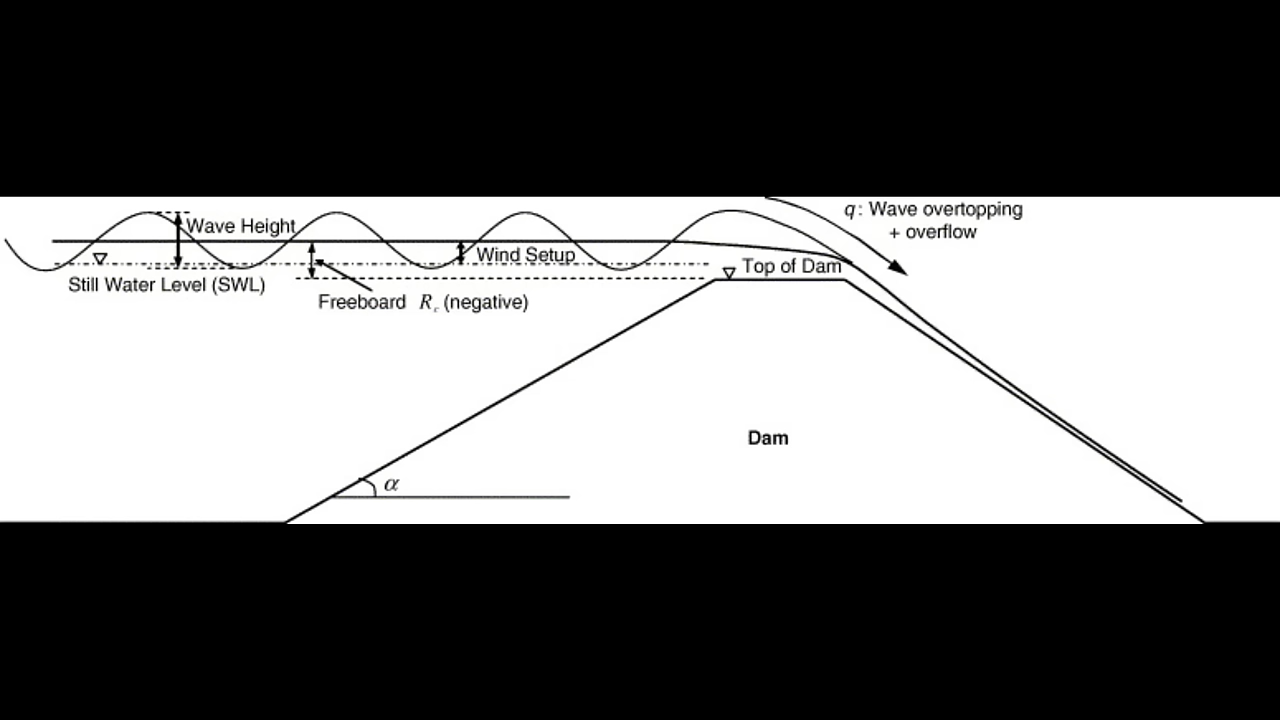 q: Wave overtopping
+ overflow
Wave Height
Wind Setup
Top of Dam
Still Water Level (SWL)
Freeboard R_c (negative)
Dam
α